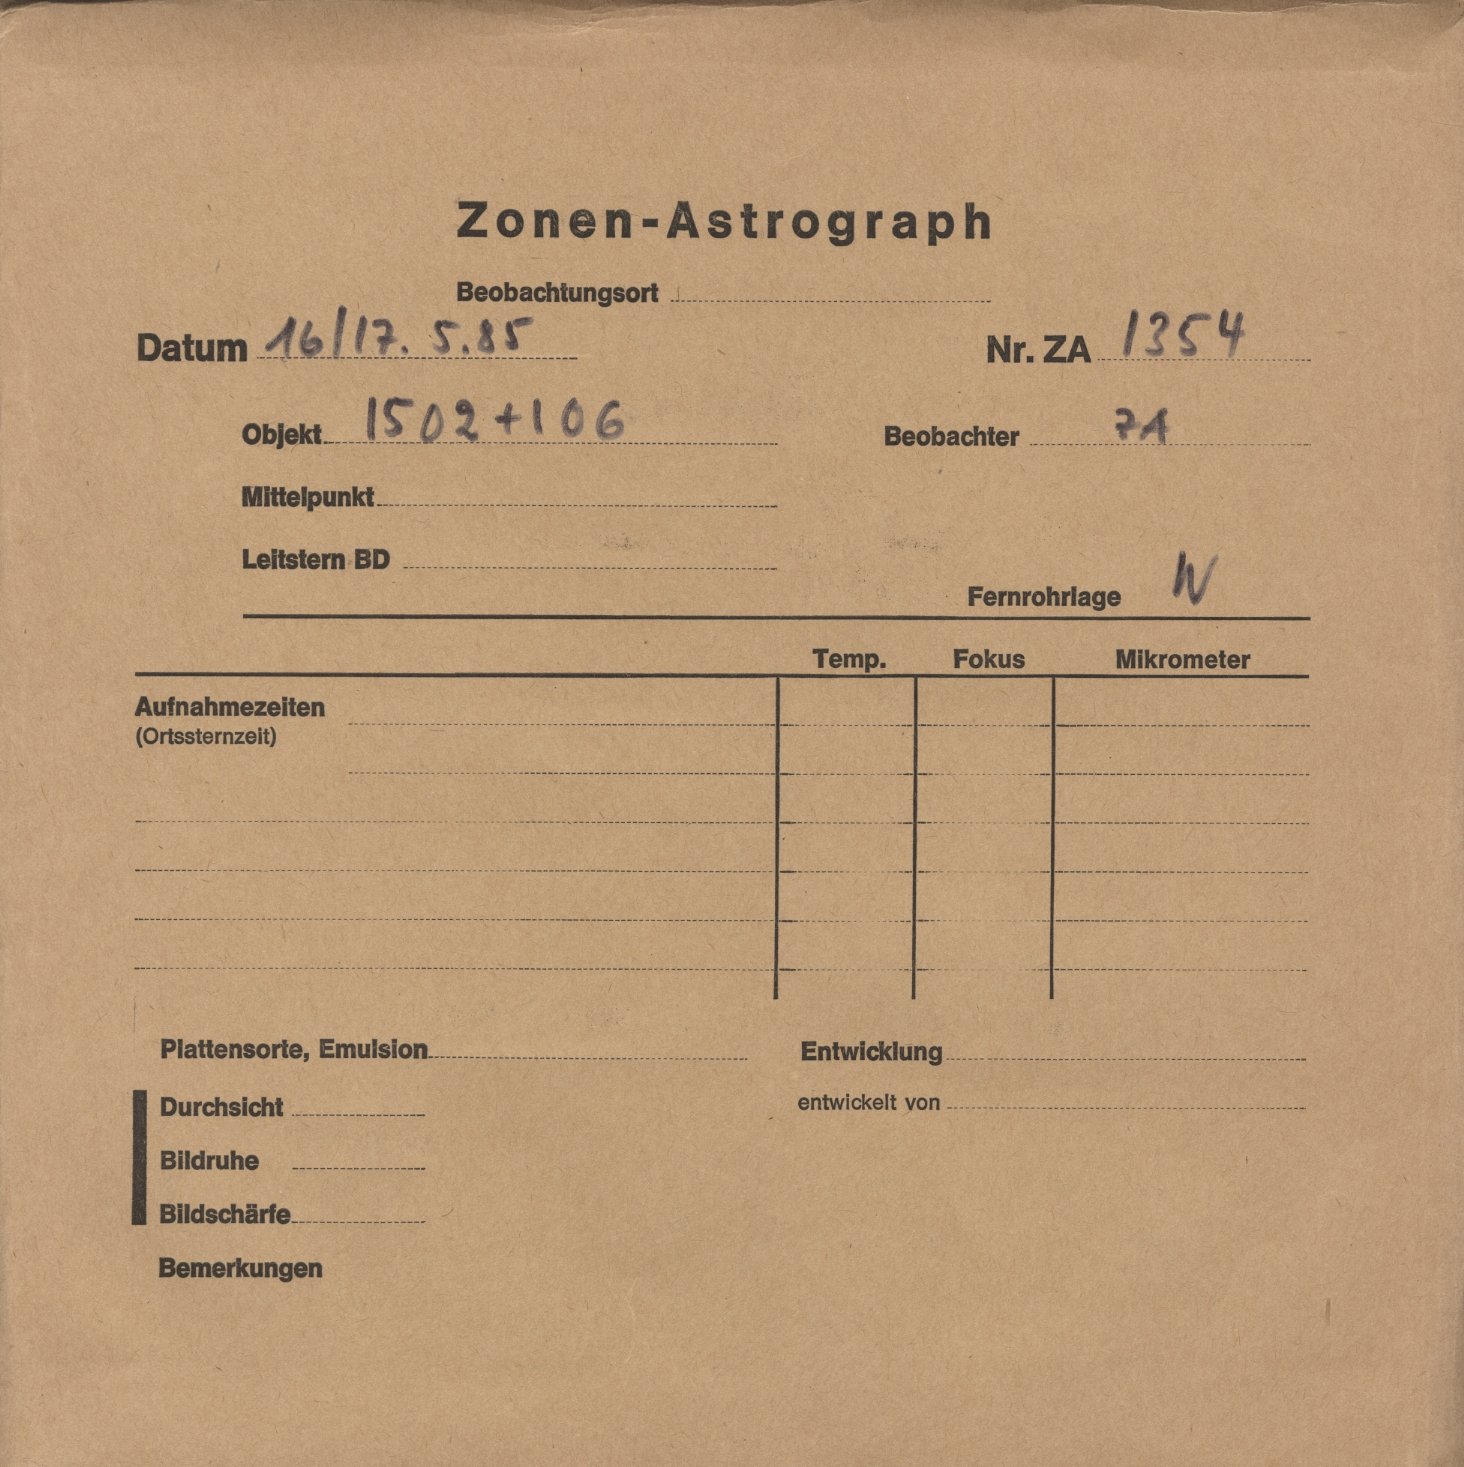 Zonen-Astrograph
Beobachtungsort
Datum 16/17. 5.85 Nr. ZA 1354
Objekt 1502+106 Beobachter
Mittelpunkt
Leitstern BD
Fernrohrlage W
Temp. Fokus Mikrometer
Aufnahmezeiten
(Ortssternzeit)
Plattensorte, Emulsion Entwicklung
Durchsicht entwickelt von
Bildruhe
Bildschärfe
Bemerkungen